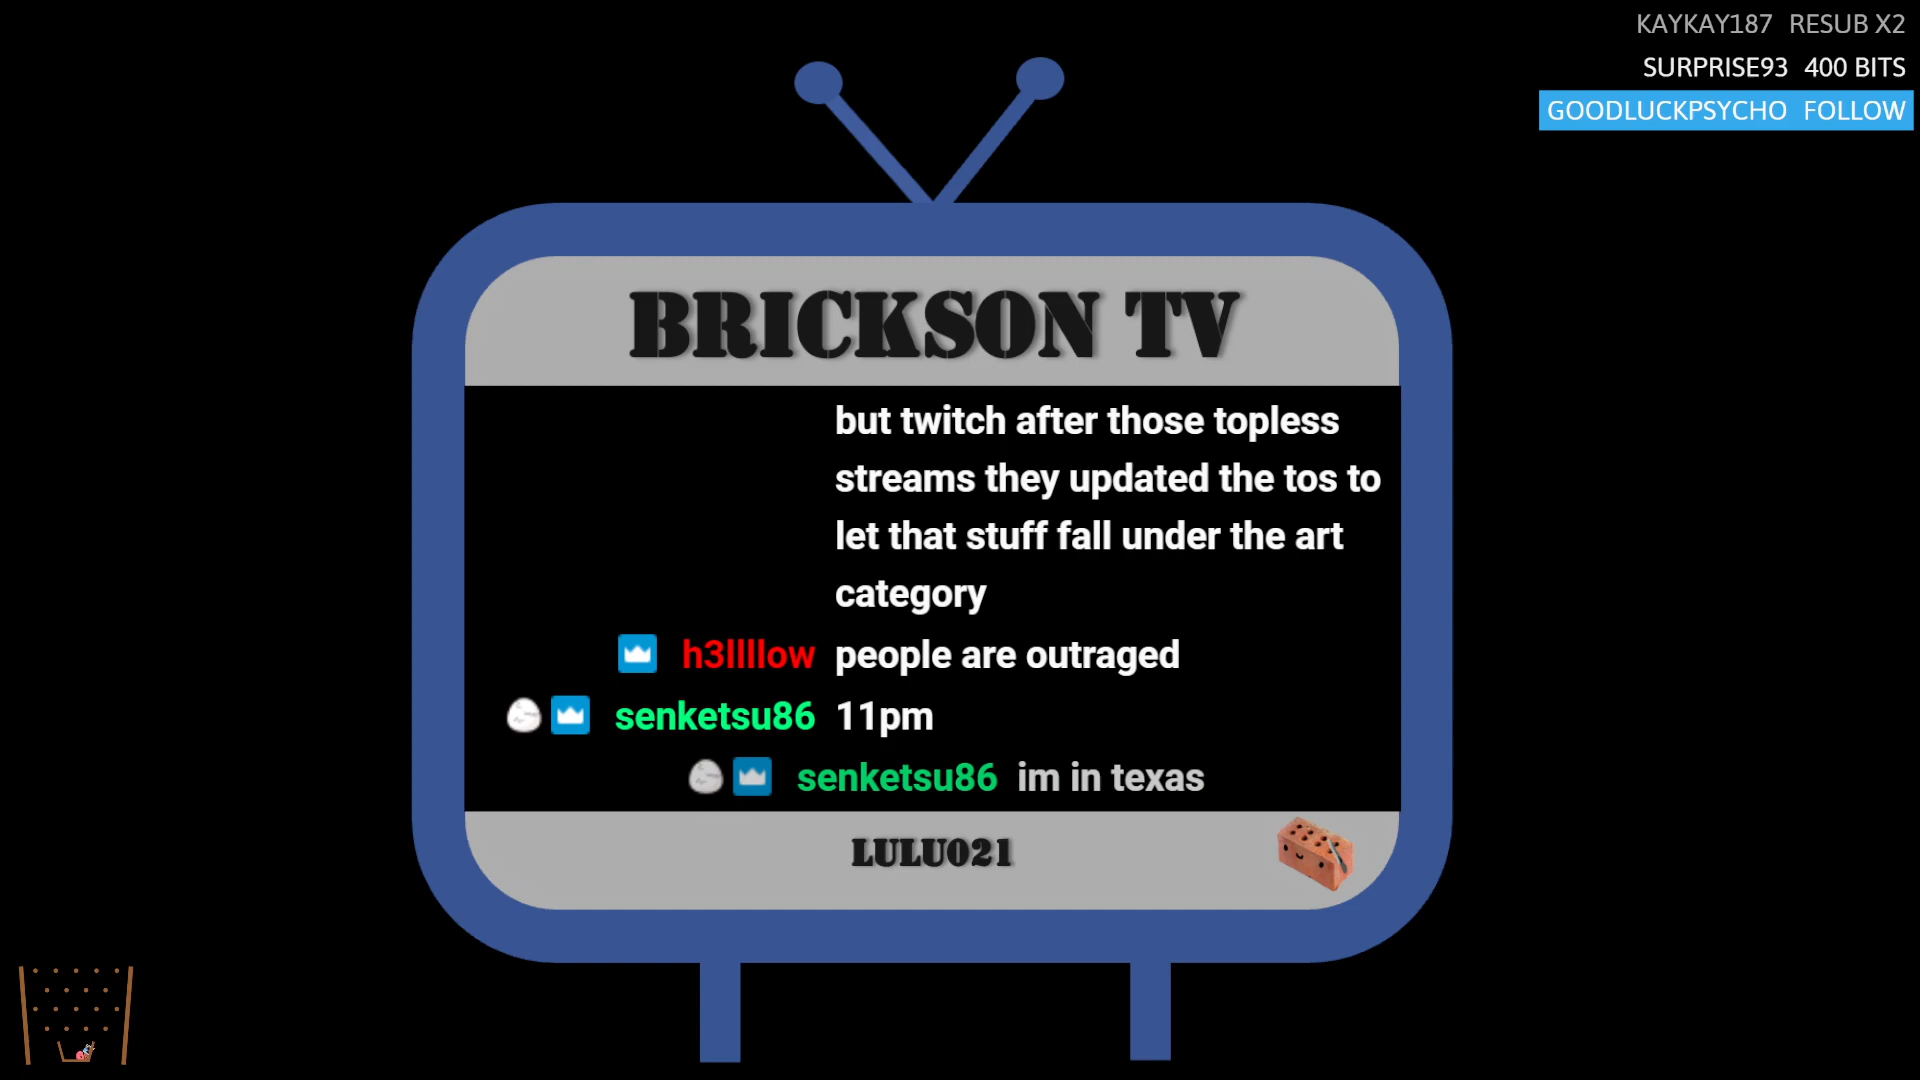 KAYKAY187 RESUB X2
SURPRISE93 400 BITS
GOODLUCKPSYCHO FOLLOW
BRICKSON TV
but twitch after those topless
streams they updated the tos to
let that stuff fall under the art
category
h3llllow people are outraged
senketsu86 11pm
senketsu86 im in texas
LULU021